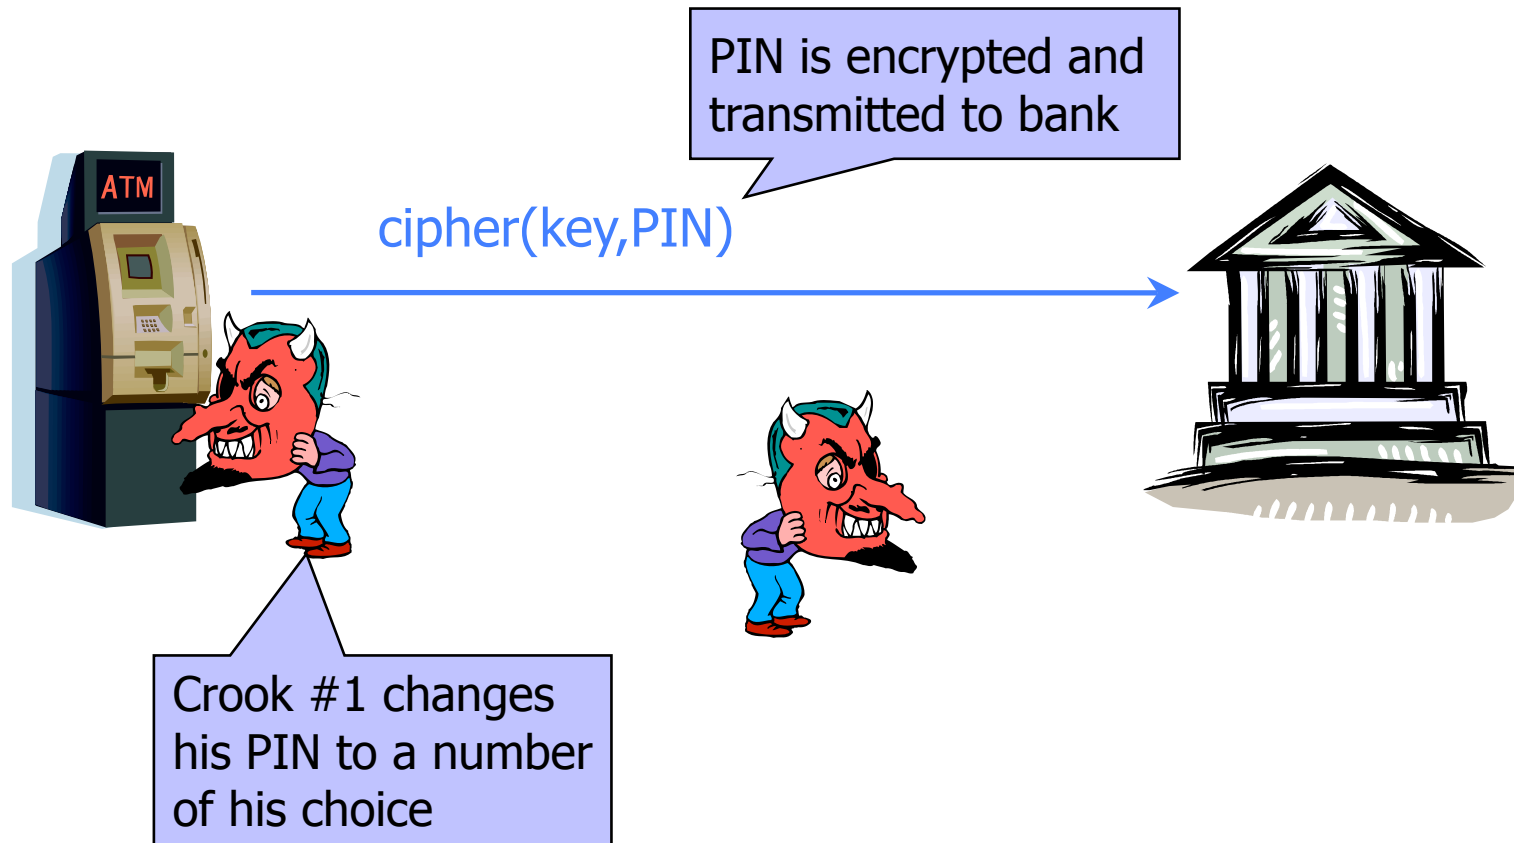 PIN is encrypted and
transmitted to bank
ATM
cipher(key,PIN)
Crook #1 changes
his PIN to a number
of his choice